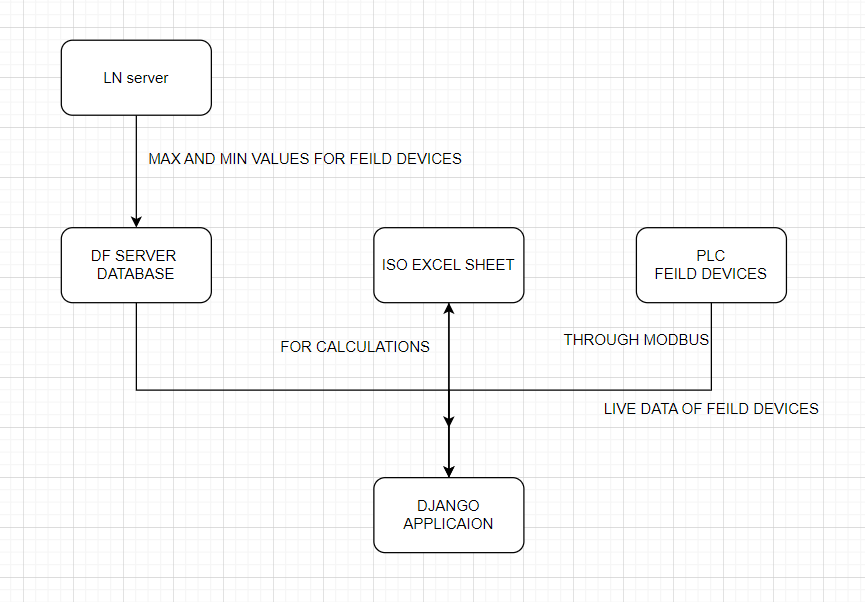 LN server
MAX AND MIN VALUES FOR FEILD DEVICES
DF SERVER
DATABASE
ISO EXCEL SHEET
PLC
FEILD DEVICES
FOR CALCULATIONS
THROUGH MODBUS
LIVE DATA OF FEILD DEVICES
DJANGO
APPLICAION